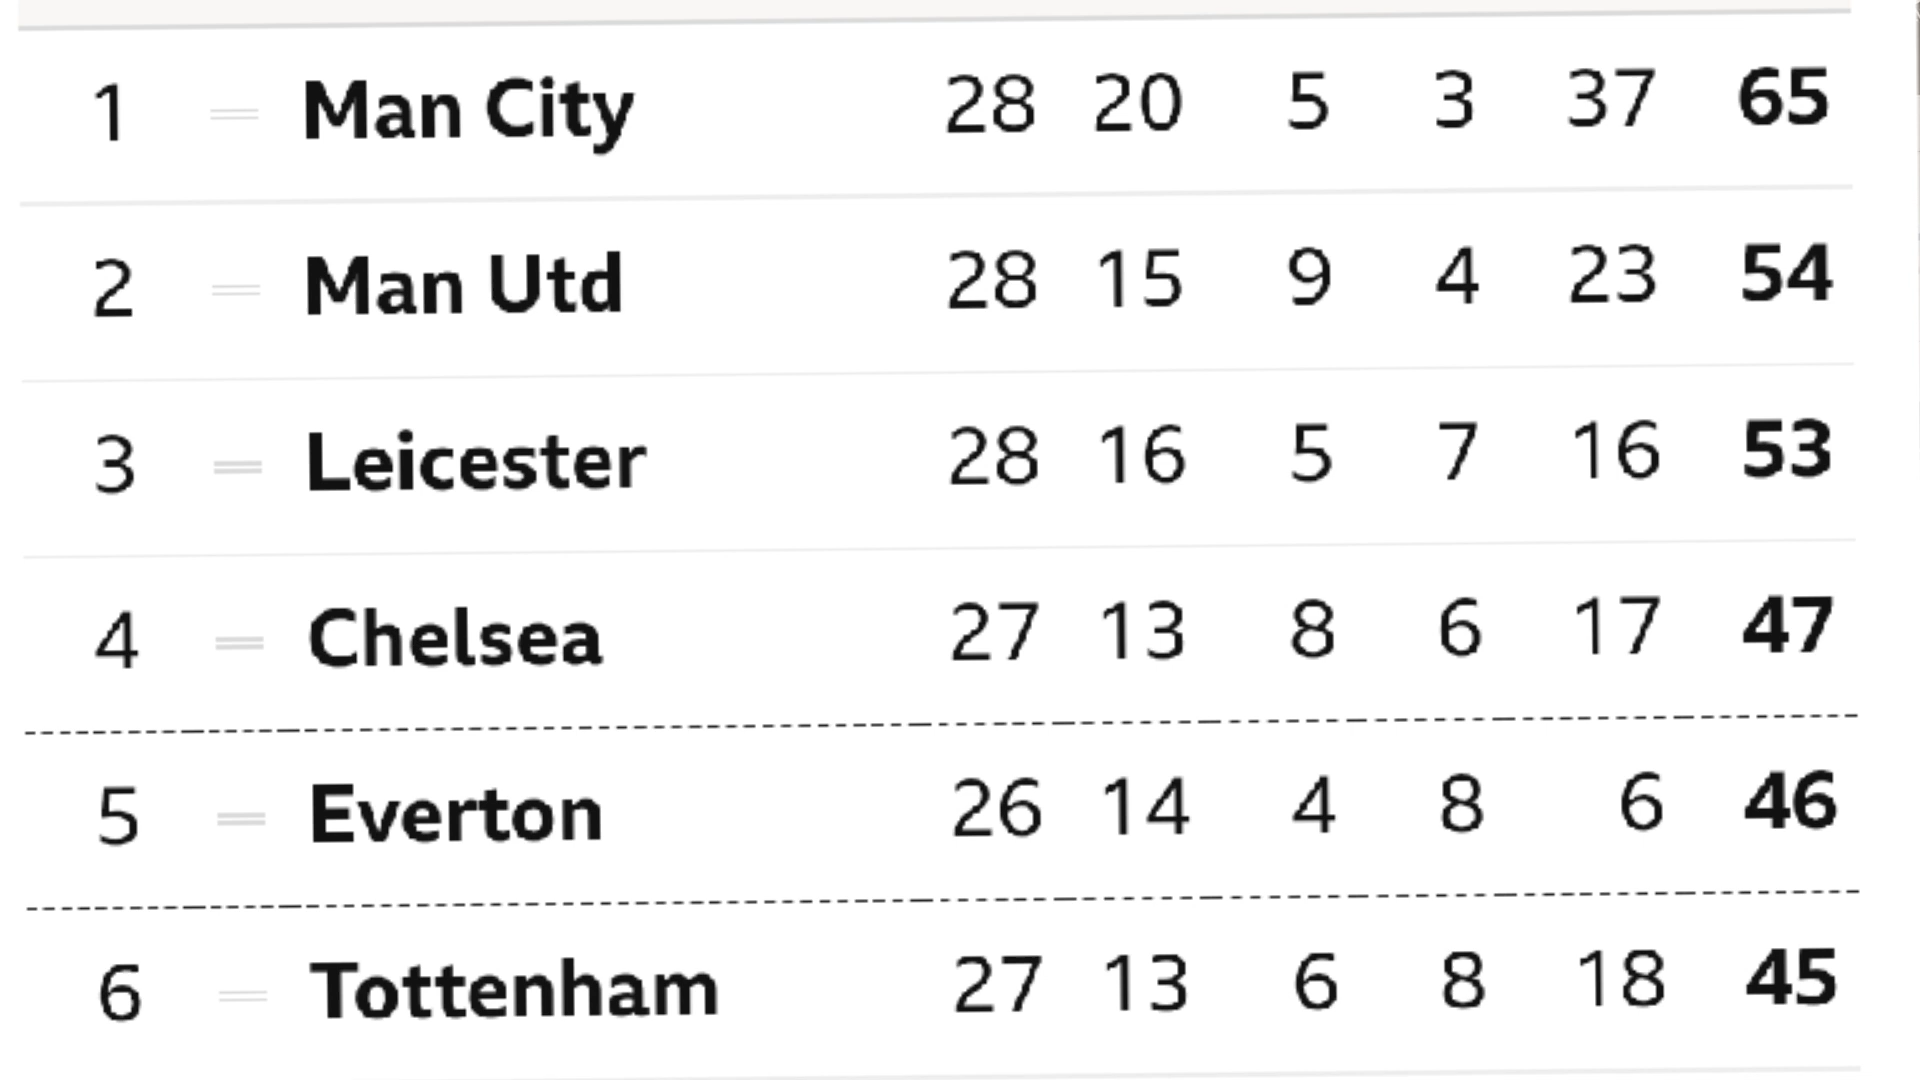 1 = Man City 28 20 5 3 37 65
2 = Man Utd 28 15 9 4 23 54
3 = Leicester 28 16 5 7 16 53
4 = Chelsea 27 13 8 6 17 47
5 = Everton 26 14 4 8 6 46
6 = Tottenham 27 13 6 8 18 45